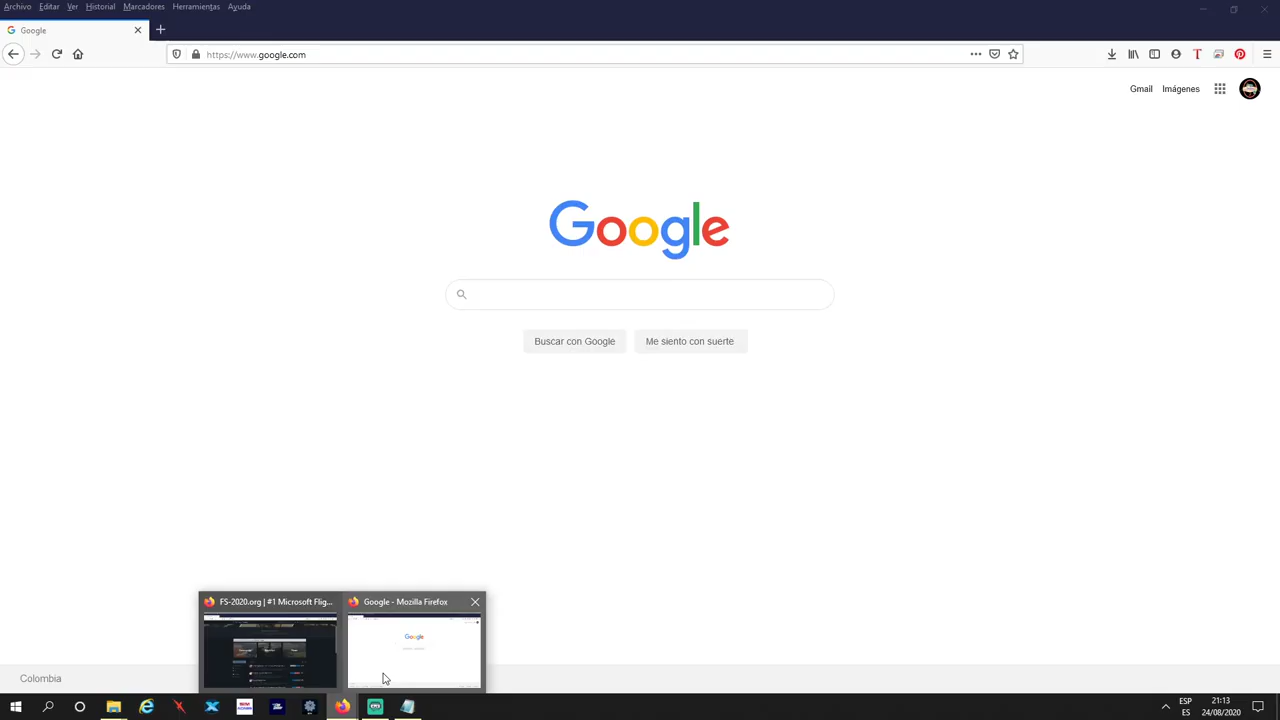 Archivo Editar Ver Historial Marcadores Herramientas Ayuda
Google
https://www.google.com
Gmail Imágenes
Google
Buscar con Google Me siento con suerte
FS-2020.org | #1 Microsoft Flig... Google - Mozilla Firefox
Colombia
ESP 21:13
ES 24/08/2020